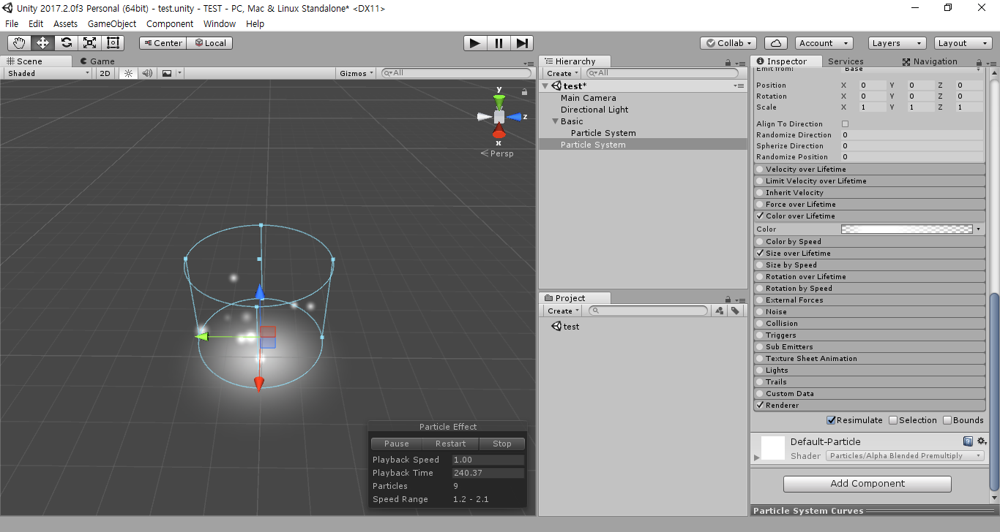 Unity 2017.2.0f3 Personal (64bit) - test.unity - TEST - PC, Mac & Linux Standalone* <DX11>
File Edit Assets GameObject Component Window Help
Center Local Collab Account Layers Layout
Scene Game
Shaded 2D Gizmos All
y
z
x
Persp
Particle Effect
Pause Restart Stop
Playback Speed 1.00
Playback Time 240.37
Particles 9
Speed Range 1.2 - 2.1
Hierarchy
Create All
test*
Main Camera
Directional Light
Basic
Particle System
Particle System
Project
Create
test
Inspector Services Navigation
Emit from: Base
Position X 0 Y 0 Z 0
Rotation X 0 Y 0 Z 0
Scale X 1 Y 1 Z 1
Align To Direction
Randomize Direction 0
Spherize Direction 0
Randomize Position 0
Velocity over Lifetime
Limit Velocity over Lifetime
Inherit Velocity
Force over Lifetime
Color over Lifetime
Color
Color by Speed
Size over Lifetime
Size by Speed
Rotation over Lifetime
Rotation by Speed
External Forces
Noise
Collision
Triggers
Sub Emitters
Texture Sheet Animation
Lights
Trails
Custom Data
Renderer
Resimulate Selection Bounds
Default-Particle
Shader Particles/Alpha Blended Premultiply
Add Component
Particle System Curves